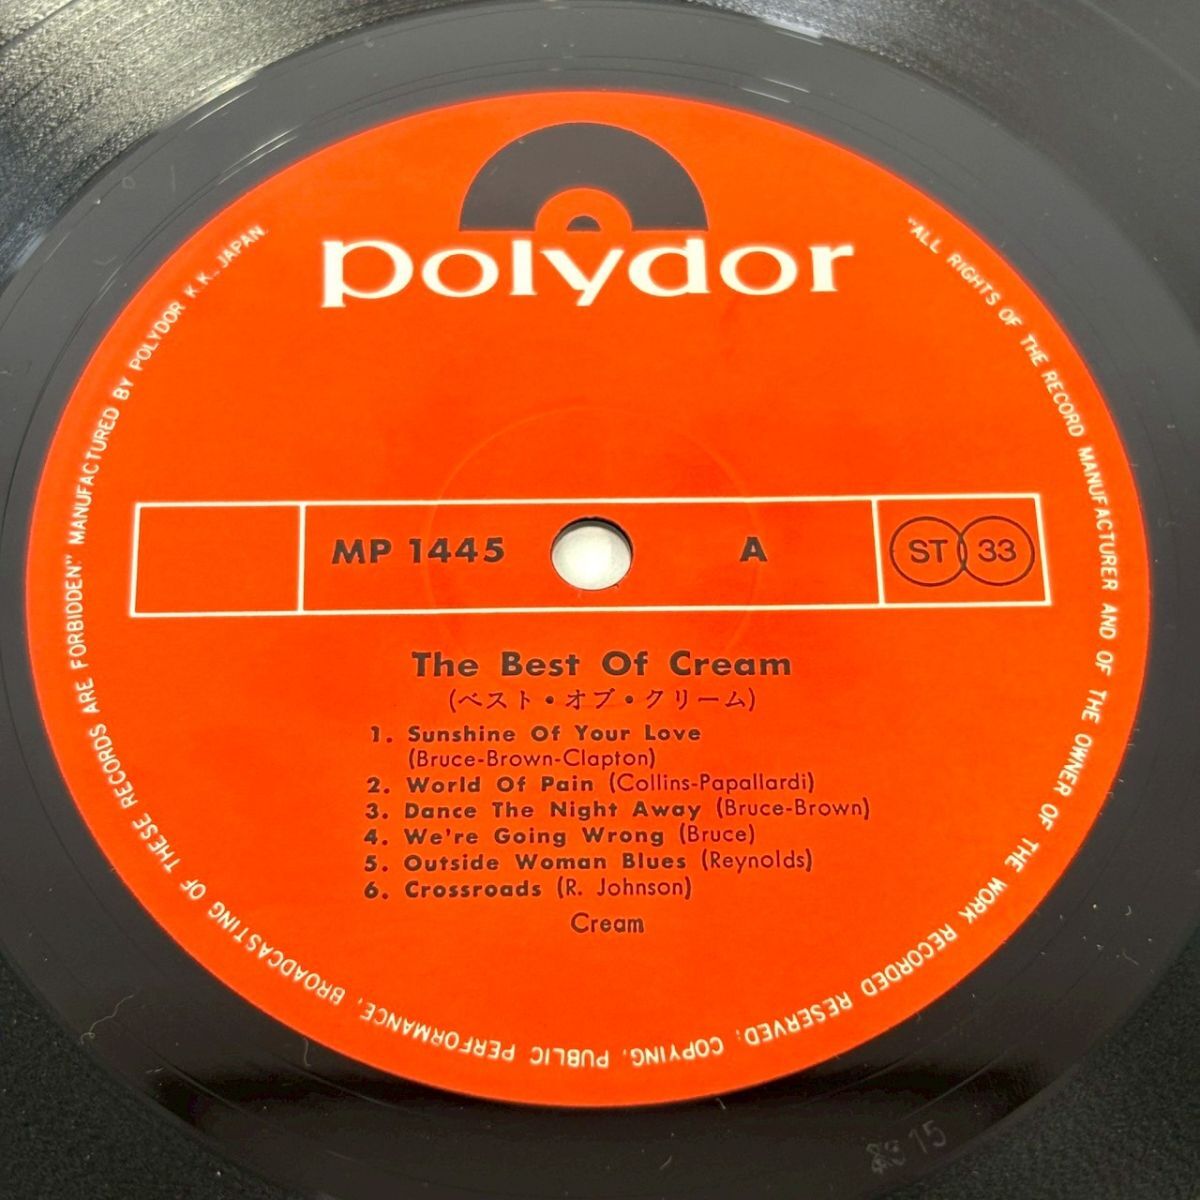 polydor
MP 1445
A
ST 33
The Best Of Cream
(ベスト・オブ・クリーム)
1. Sunshine Of Your Love
(Bruce-Brown-Clapton)
2. World Of Pain (Collins-Papallardi)
3. Dance The Night Away (Bruce-Brown)
4. We're Going Wrong (Bruce)
5. Outside Woman Blues (Reynolds)
6. Crossroads (R. Johnson)
Cream
"ALL RIGHTS OF THE RECORD MANUFACTURER AND OF THE OWNER OF THE WORK RECORDED RESERVED; COPYING, PUBLIC PERFORMANCE, BROADCASTING OF THESE RECORDS ARE FORBIDDEN" MANUFACTURED BY POLYDOR K.K., JAPAN